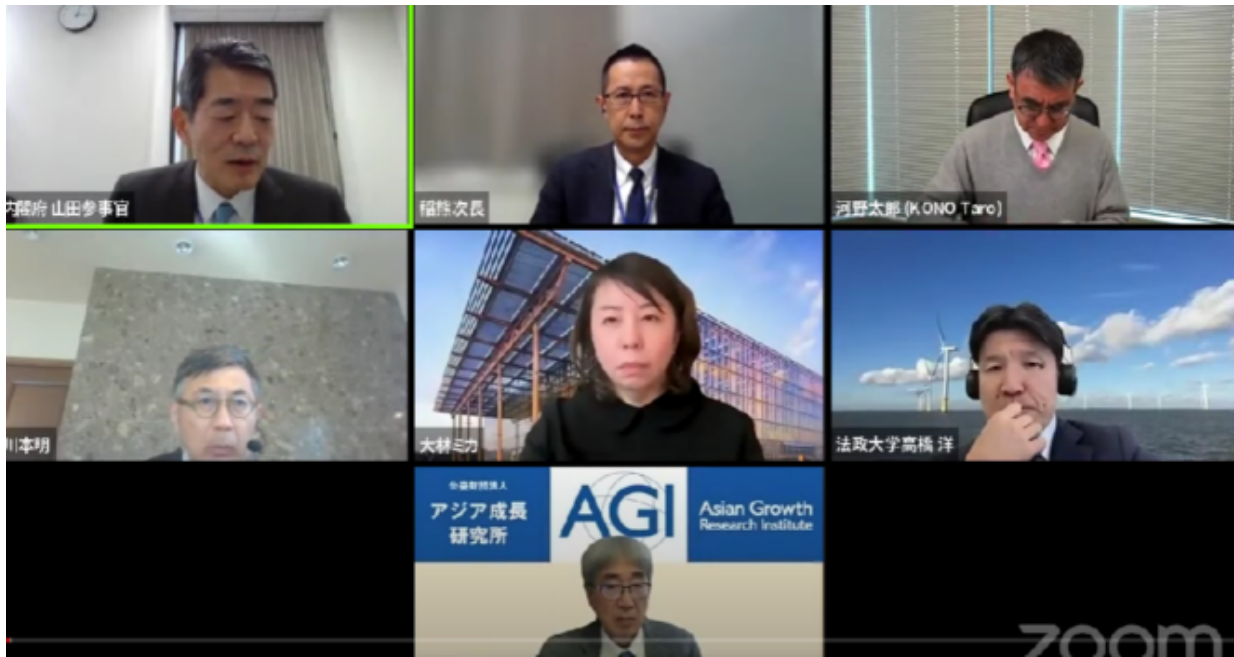 内閣府 山田参事官
稲熊次長
河野太郎 (KONO Taro)
川本明
大林ミカ
法政大学高橋 洋
公益財団法人
アジア成長
研究所
AGI
Asian Growth
Research Institute
zoom